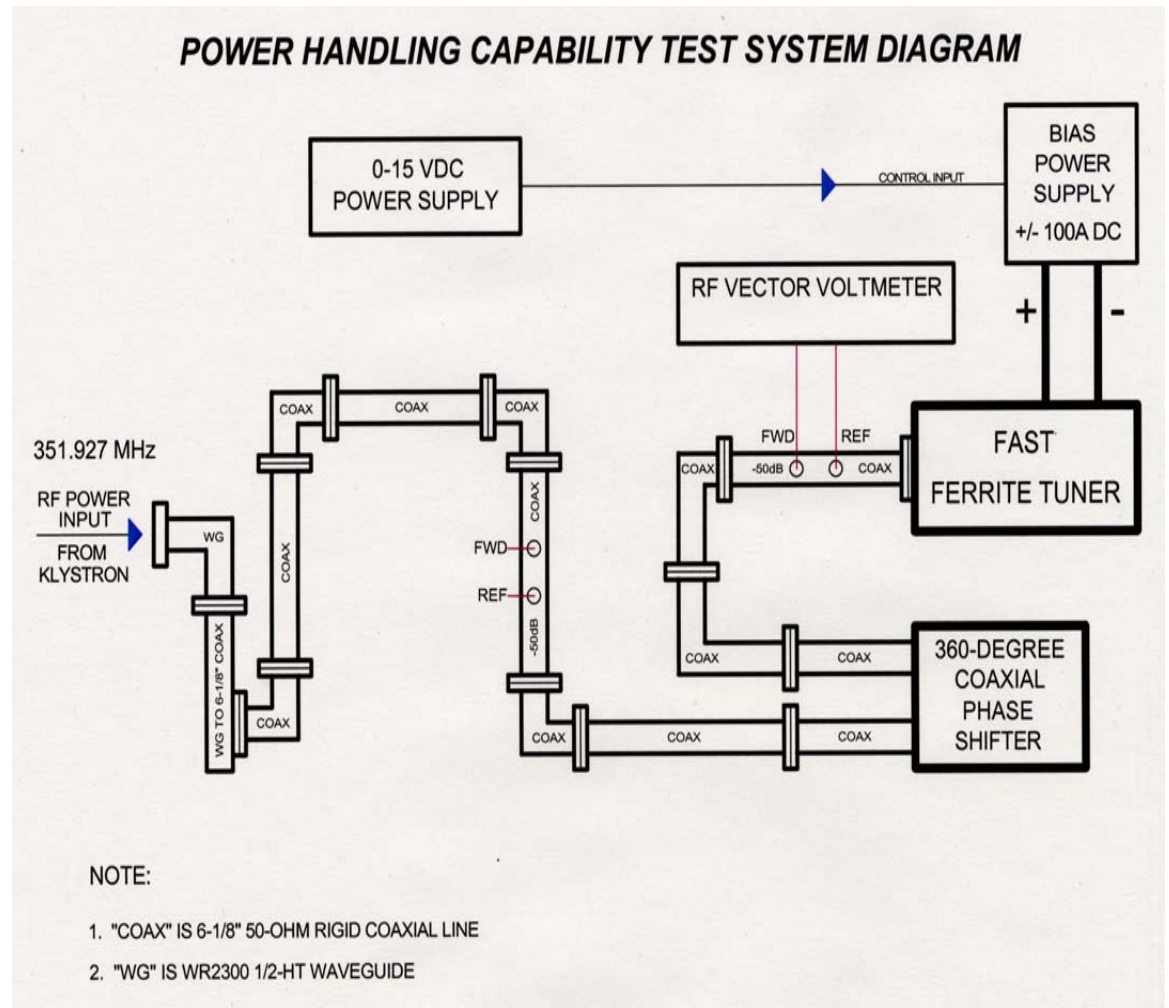 POWER HANDLING CAPABILITY TEST SYSTEM DIAGRAM
0-15 VDC
POWER SUPPLY
CONTROL INPUT
BIAS
POWER
SUPPLY
+/- 100A DC
+
-
RF VECTOR VOLTMETER
FWD
REF
-50dB
COAX
FAST
FERRITE TUNER
COAX
COAX
COAX
COAX
351.927 MHz
RF POWER
INPUT
FROM
KLYSTRON
WG
WG TO 6-1/8" COAX
COAX
COAX
COAX
FWD
REF
-50dB
COAX
COAX
360-DEGREE
COAXIAL
PHASE
SHIFTER
COAX
COAX
COAX
NOTE:
1. "COAX" IS 6-1/8" 50-OHM RIGID COAXIAL LINE
2. "WG" IS WR2300 1/2-HT WAVEGUIDE